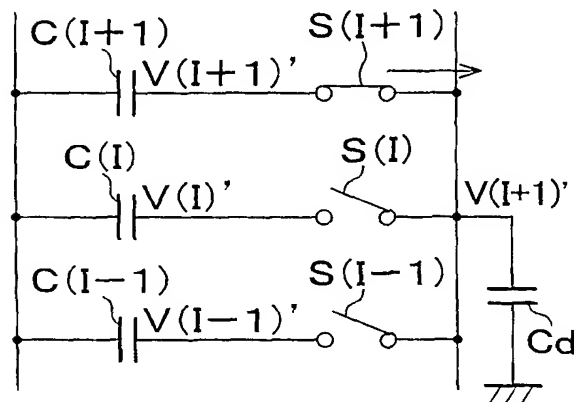 C(I+1)
S(I+1)
V(I+1)'
C(I)
S(I)
V(I)'
V(I+1)'
C(I-1)
S(I-1)
V(I-1)'
Cd